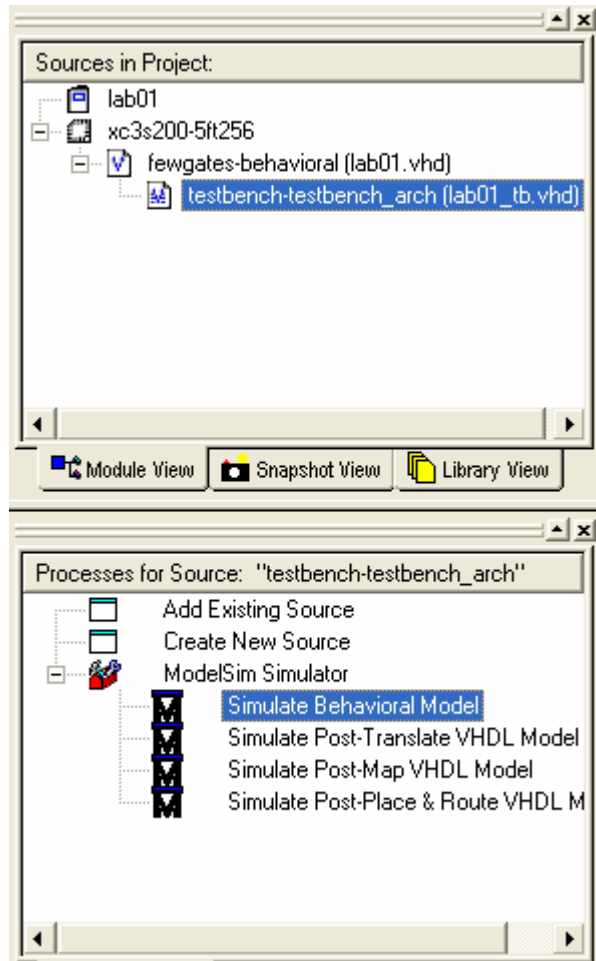 Sources in Project:
lab01
xc3s200-5ft256
fewgates-behavioral (lab01.vhd)
testbench-testbench_arch (lab01_tb.vhd)
Module View Snapshot View Library View
Processes for Source: "testbench-testbench_arch"
Add Existing Source
Create New Source
ModelSim Simulator
Simulate Behavioral Model
Simulate Post-Translate VHDL Model
Simulate Post-Map VHDL Model
Simulate Post-Place & Route VHDL M